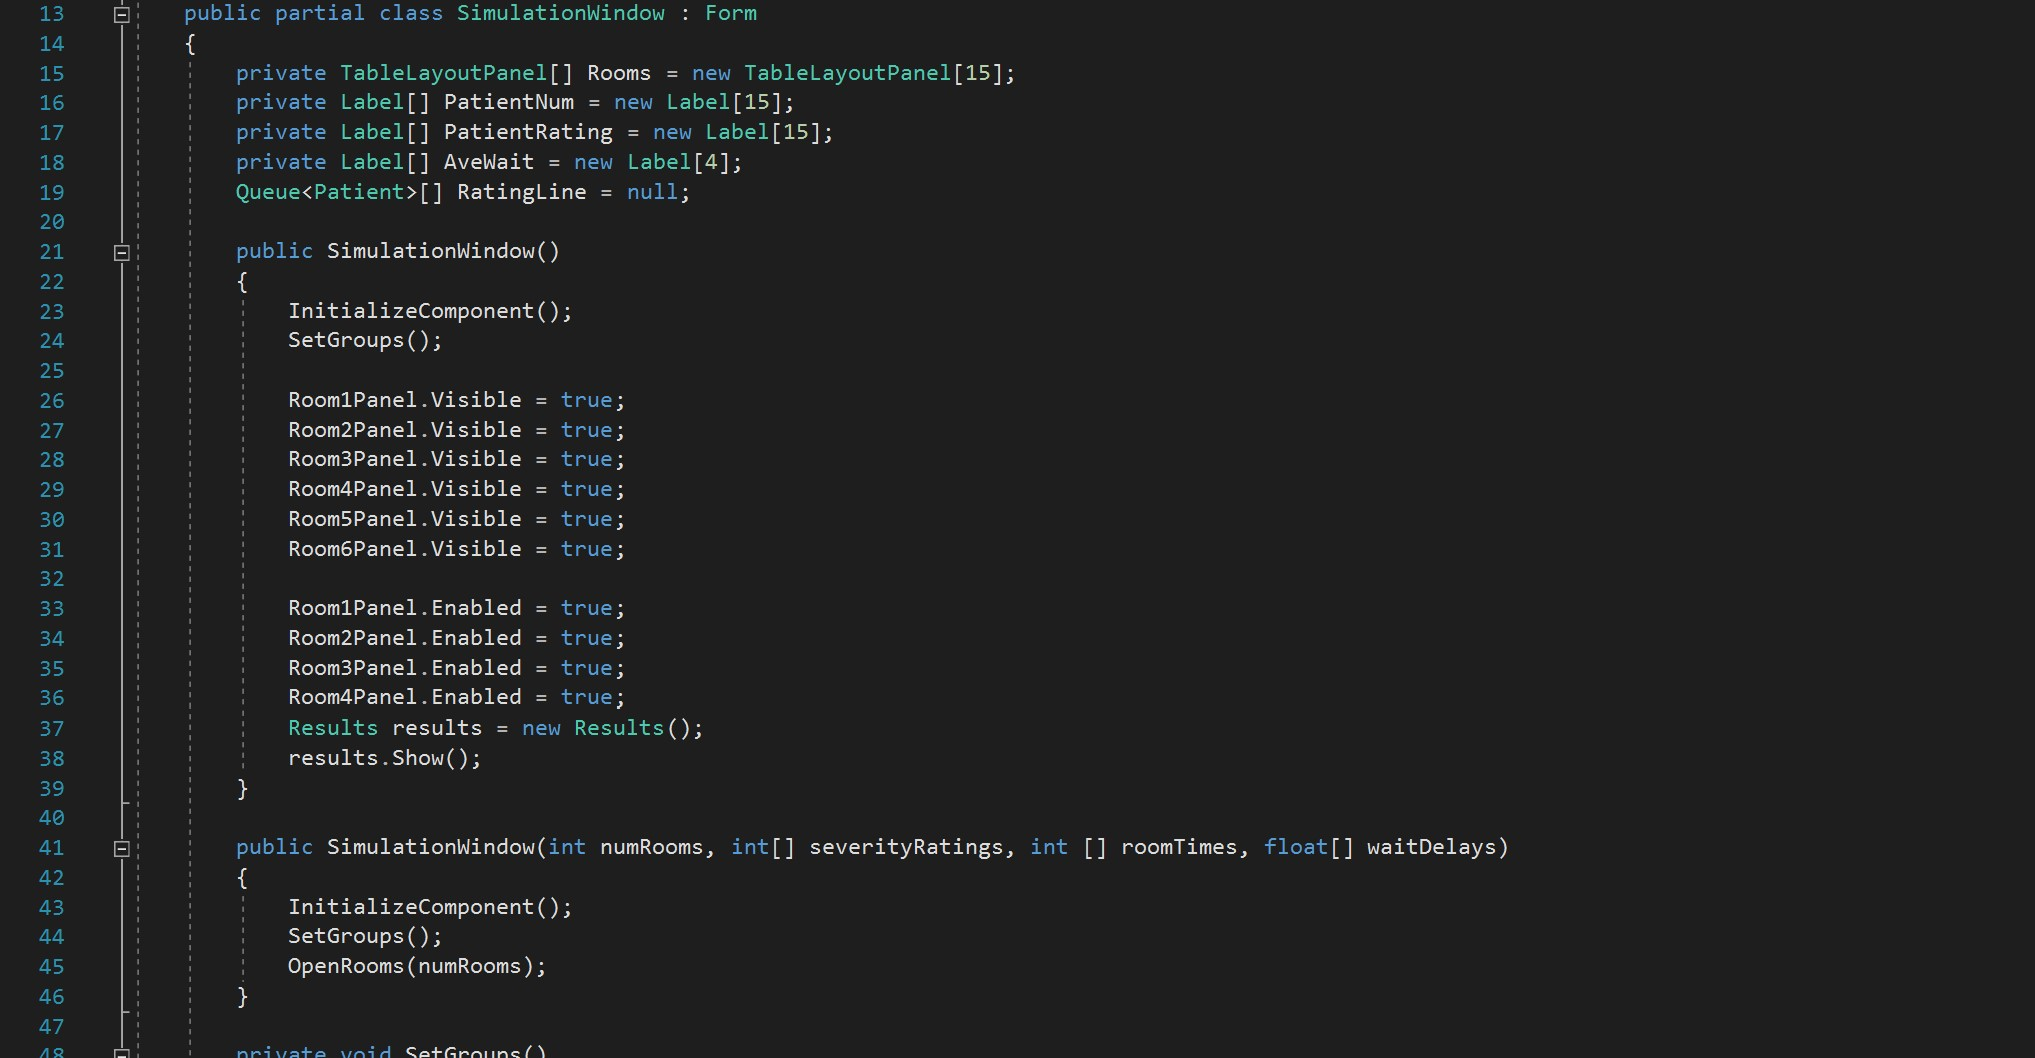 13 public partial class SimulationWindow : Form
14 {
15 private TableLayoutPanel[] Rooms = new TableLayoutPanel[15];
16 private Label[] PatientNum = new Label[15];
17 private Label[] PatientRating = new Label[15];
18 private Label[] AveWait = new Label[4];
19 Queue<Patient>[] RatingLine = null;
20
21 public SimulationWindow()
22 {
23 InitializeComponent();
24 SetGroups();
25
26 Room1Panel.Visible = true;
27 Room2Panel.Visible = true;
28 Room3Panel.Visible = true;
29 Room4Panel.Visible = true;
30 Room5Panel.Visible = true;
31 Room6Panel.Visible = true;
32
33 Room1Panel.Enabled = true;
34 Room2Panel.Enabled = true;
35 Room3Panel.Enabled = true;
36 Room4Panel.Enabled = true;
37 Results results = new Results();
38 results.Show();
39 }
40
41 public SimulationWindow(int numRooms, int[] severityRatings, int [] roomTimes, float[] waitDelays)
42 {
43 InitializeComponent();
44 SetGroups();
45 OpenRooms(numRooms);
46 }
47
48 private void SetGroups()